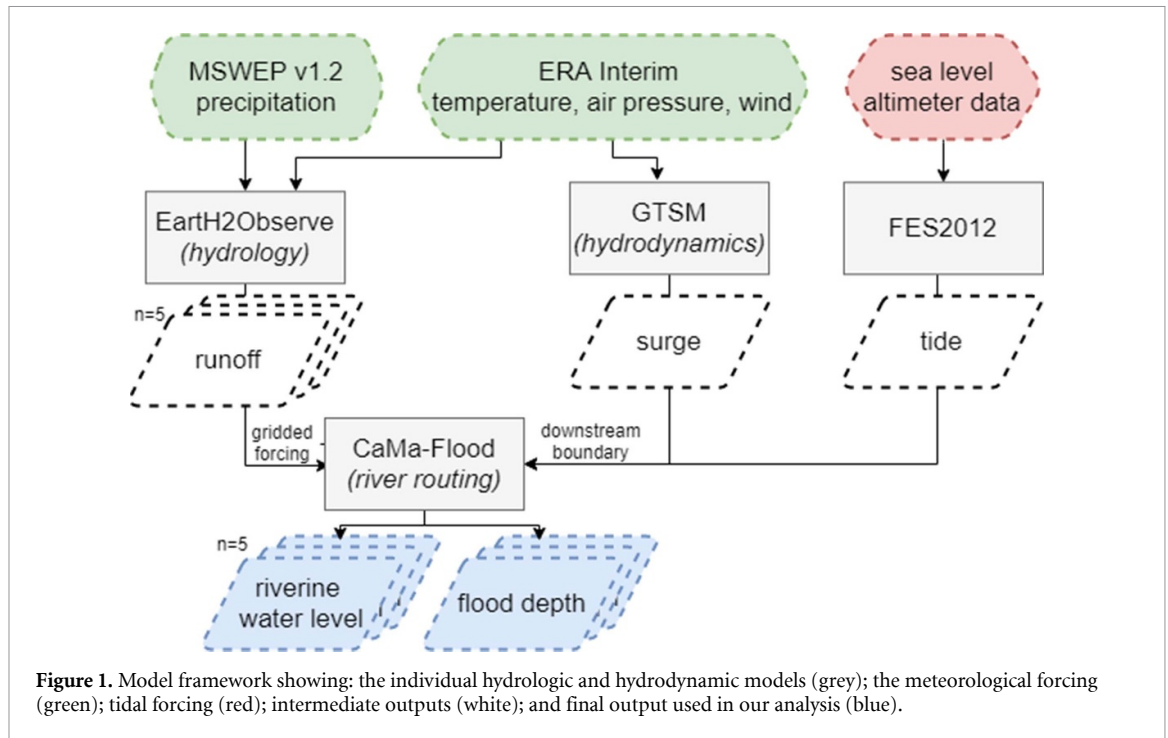 MSWEP v1.2
precipitation
ERA Interim
temperature, air pressure, wind
sea level
altimeter data
EartH2Observe
(hydrology)
GTSM
(hydrodynamics)
FES2012
n=5
runoff
surge
tide
gridded
forcing
CaMa-Flood
(river routing)
downstream
boundary
n=5
riverine
water level
flood depth
Figure 1. Model framework showing: the individual hydrologic and hydrodynamic models (grey); the meteorological forcing
(green); tidal forcing (red); intermediate outputs (white); and final output used in our analysis (blue).